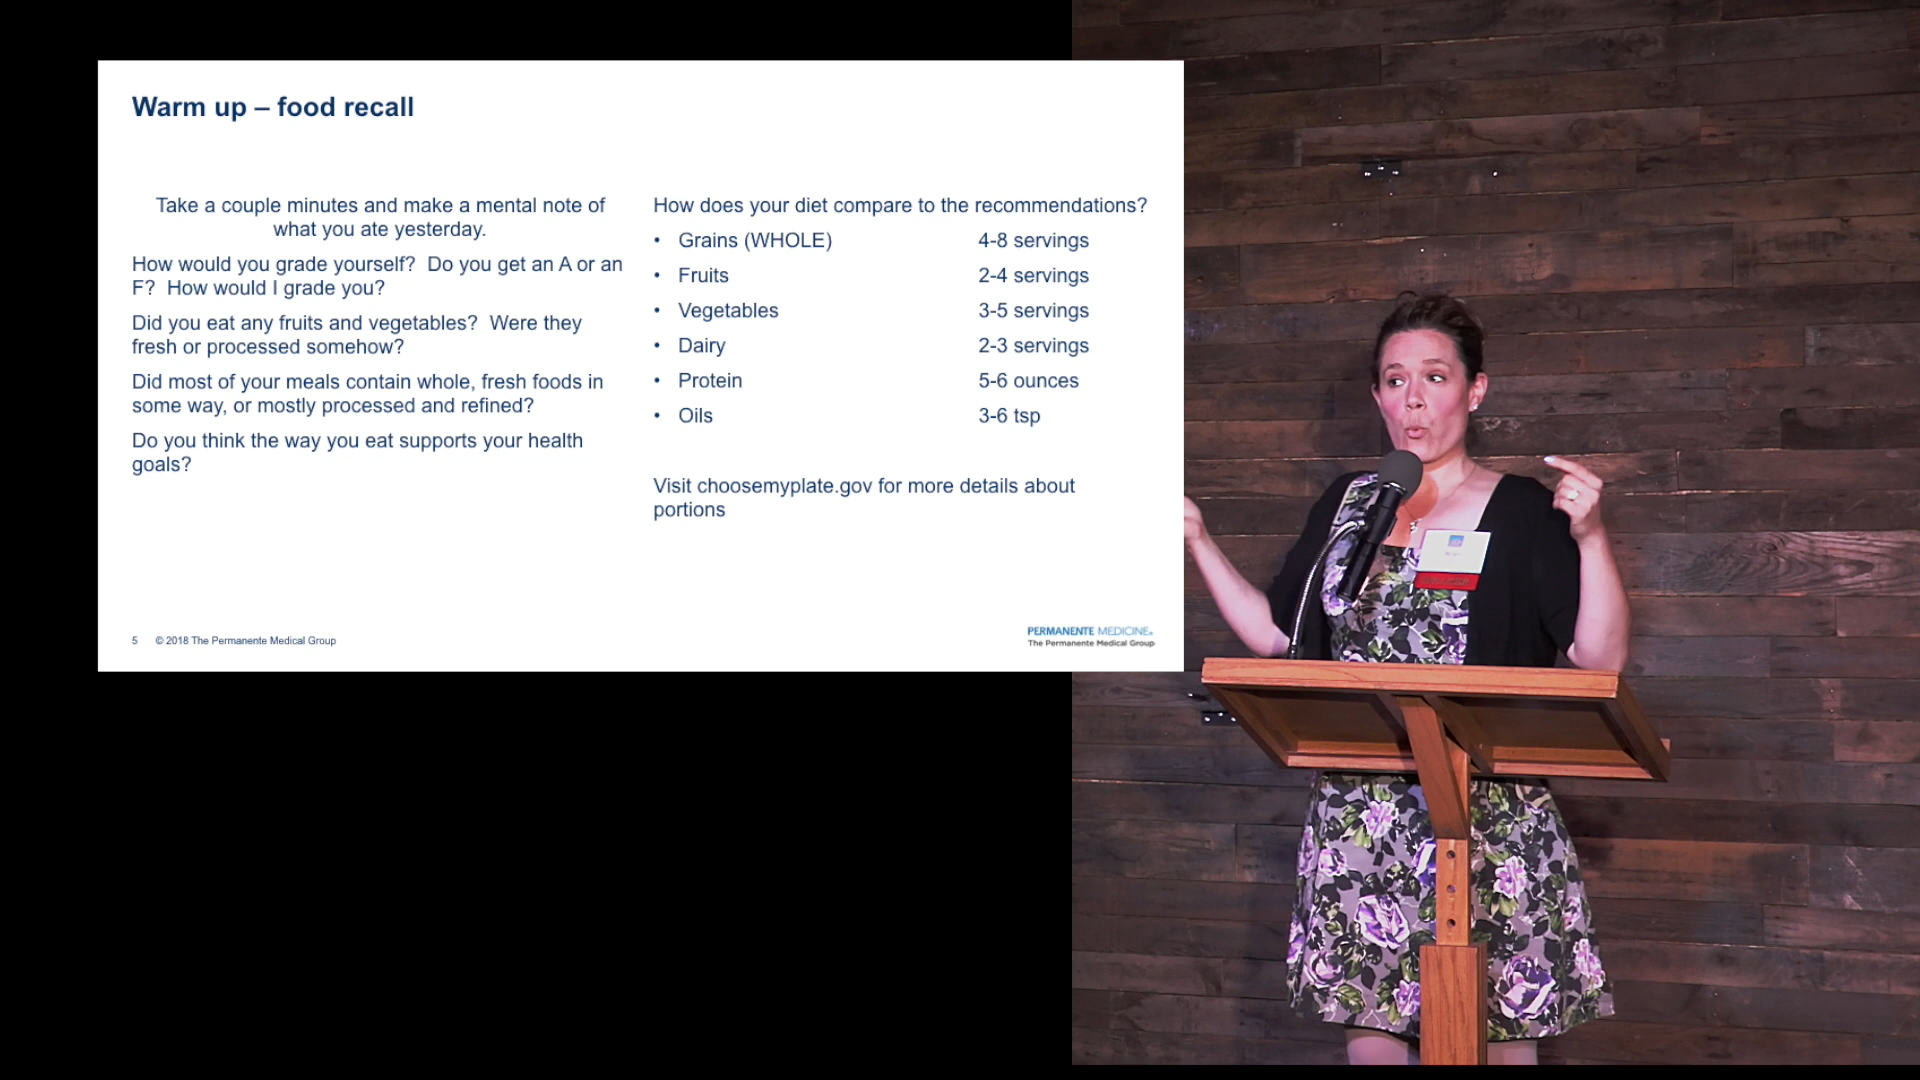 Warm up – food recall
Take a couple minutes and make a mental note of
what you ate yesterday.
How would you grade yourself?  Do you get an A or an
F?  How would I grade you?
Did you eat any fruits and vegetables?  Were they
fresh or processed somehow?
Did most of your meals contain whole, fresh foods in
some way, or mostly processed and refined?
Do you think the way you eat supports your health
goals?
How does your diet compare to the recommendations?
• Grains (WHOLE) 4-8 servings
• Fruits 2-4 servings
• Vegetables 3-5 servings
• Dairy 2-3 servings
• Protein 5-6 ounces
• Oils 3-6 tsp
Visit choosemyplate.gov for more details about
portions
5 © 2018 The Permanente Medical Group
PERMANENTE MEDICINE®
The Permanente Medical Group